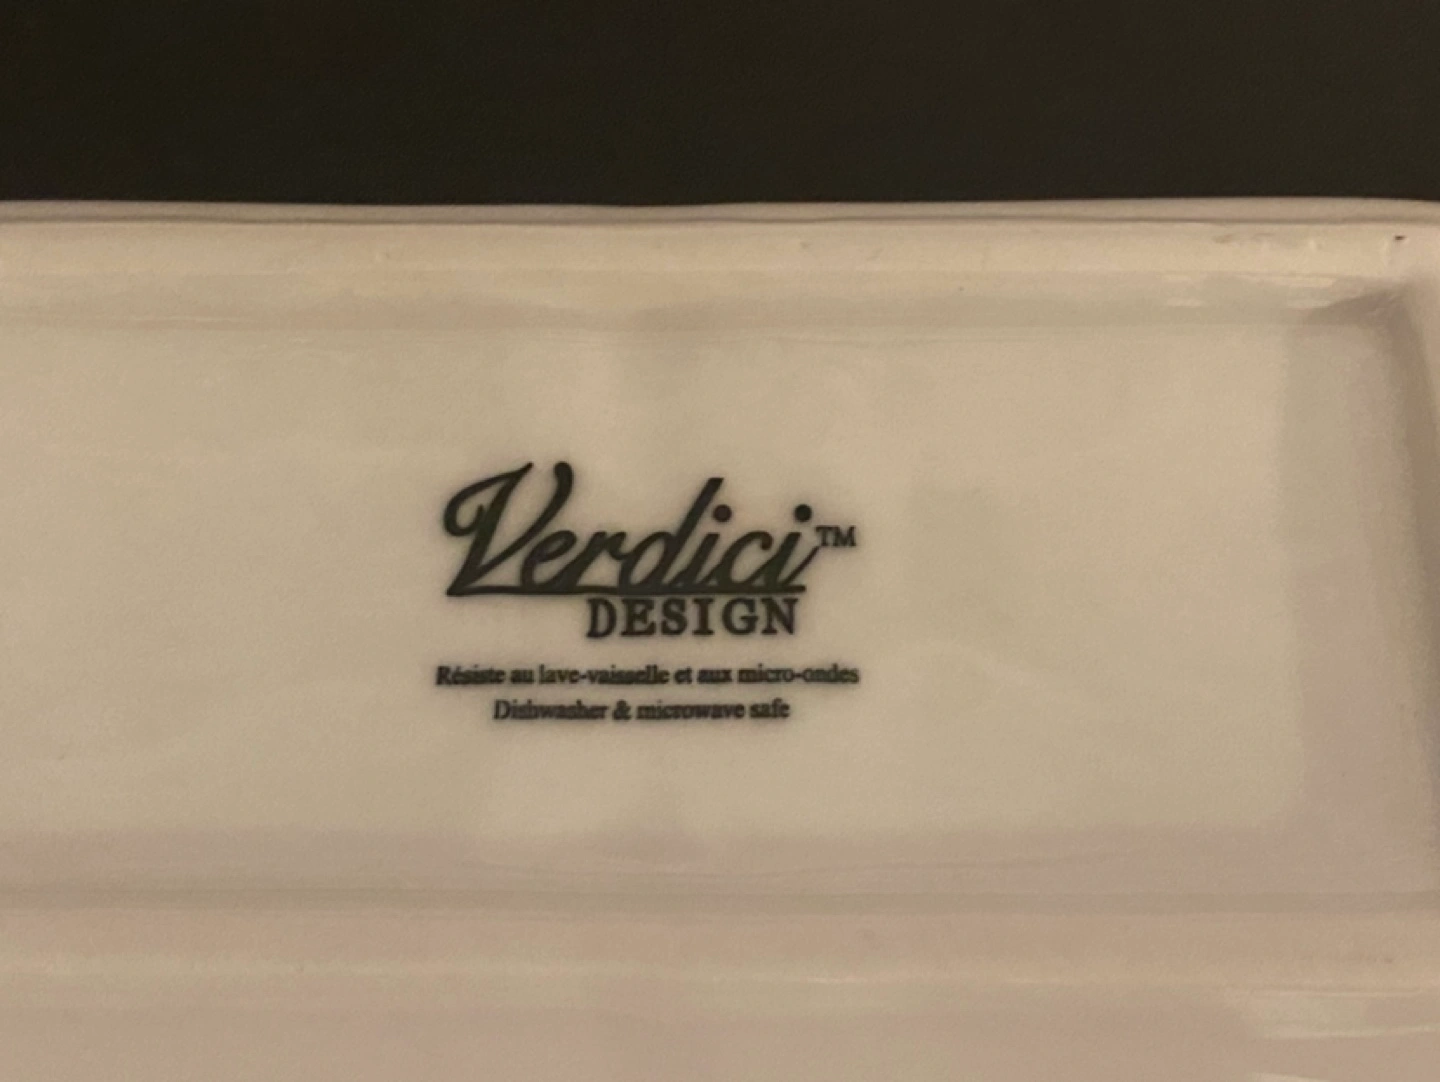 Verdici™
DESIGN
Résiste au lave-vaisselle et aux micro-ondes
Dishwasher & microwave safe